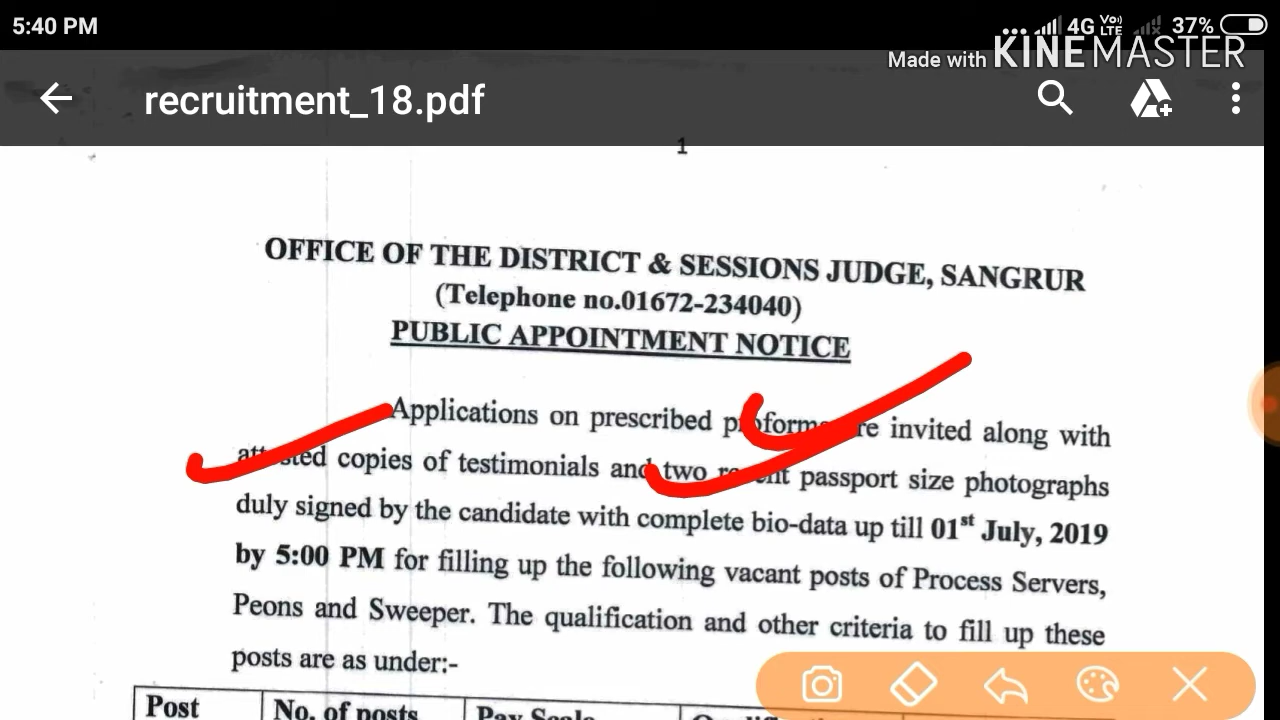 5:40 PM
4G Vo) LTE 37%
Made with KINEMASTER
recruitment_18.pdf
1
OFFICE OF THE DISTRICT & SESSIONS JUDGE, SANGRUR
(Telephone no.01672-234040)
PUBLIC APPOINTMENT NOTICE
Applications on prescribed invited along with
copies of testimonials and two passport size photographs
duly signed by the candidate with complete bio-data up till 01st July, 2019
by 5:00 PM for filling up the following vacant posts of Process Servers,
Peons and Sweeper. The qualification and other criteria to fill up these
posts are as under:-
Post No. of posts Pay Scale